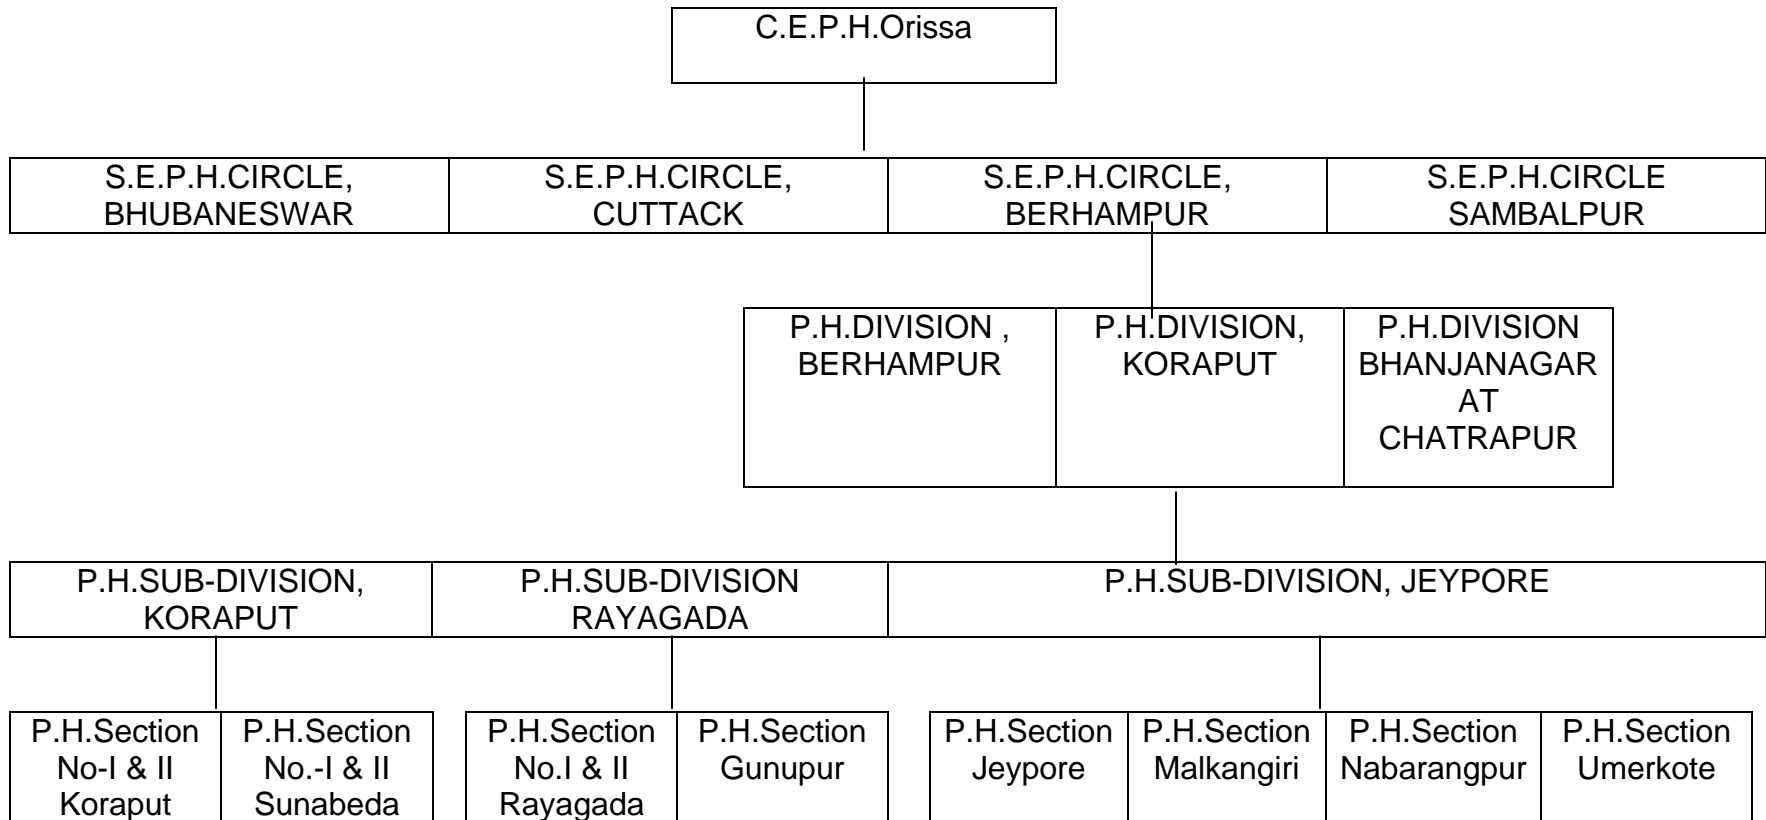 C.E.P.H.Orissa
S.E.P.H.CIRCLE,
BHUBANESWAR
S.E.P.H.CIRCLE,
CUTTACK
S.E.P.H.CIRCLE,
BERHAMPUR
S.E.P.H.CIRCLE
SAMBALPUR
P.H.DIVISION ,
BERHAMPUR
P.H.DIVISION,
KORAPUT
P.H.DIVISION
BHANJANAGAR
AT
CHATRAPUR
P.H.SUB-DIVISION,
KORAPUT
P.H.SUB-DIVISION
RAYAGADA
P.H.SUB-DIVISION, JEYPORE
P.H.Section
No-I & II
Koraput
P.H.Section
No.-I & II
Sunabeda
P.H.Section
No.I & II
Rayagada
P.H.Section
Gunupur
P.H.Section
Jeypore
P.H.Section
Malkangiri
P.H.Section
Nabarangpur
P.H.Section
Umerkote